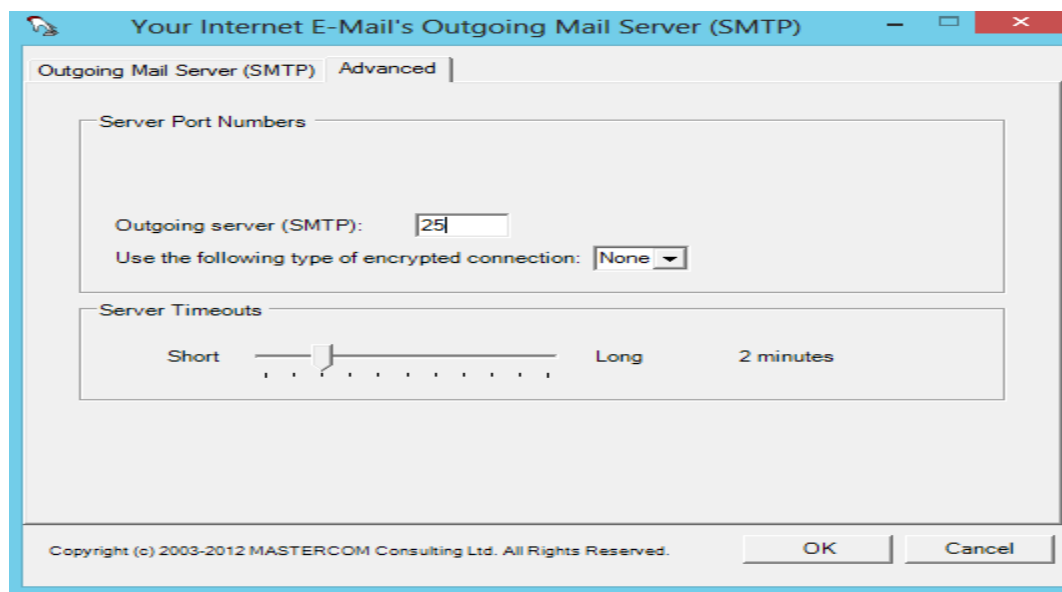 Your Internet E-Mail's Outgoing Mail Server (SMTP)
Outgoing Mail Server (SMTP) Advanced
Server Port Numbers
Outgoing server (SMTP): 25
Use the following type of encrypted connection: None
Server Timeouts
Short Long 2 minutes
Copyright (c) 2003-2012 MASTERCOM Consulting Ltd. All Rights Reserved. OK Cancel